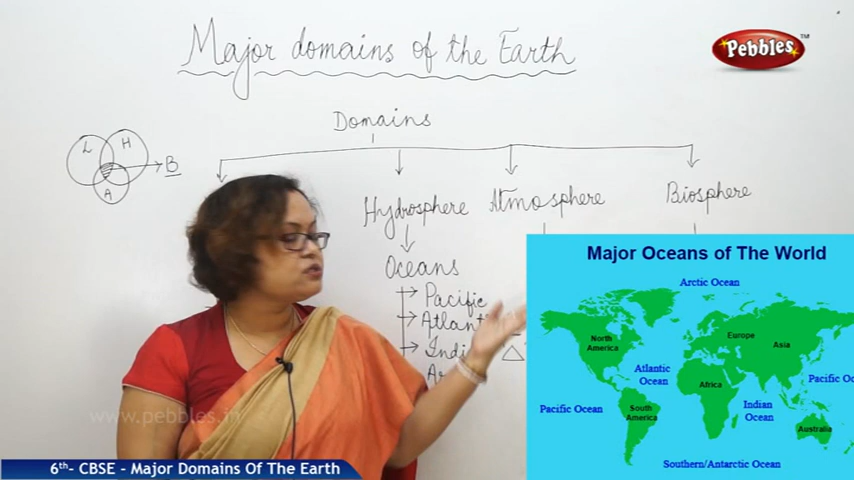 Major domains of the Earth
Pebbles™
Domains
L
H
B
A
Hydrosphere
Atmosphere
Biosphere
Oceans
Pacific
Major Oceans of The World
Arctic Ocean
North
America
Europe
Asia
Atlantic
Ocean
Africa
Pacific
Pacific Ocean
South
America
Indian
Ocean
Australia
Southern/Antarctic Ocean
www.pebbles.in
6th- CBSE - Major Domains Of The Earth